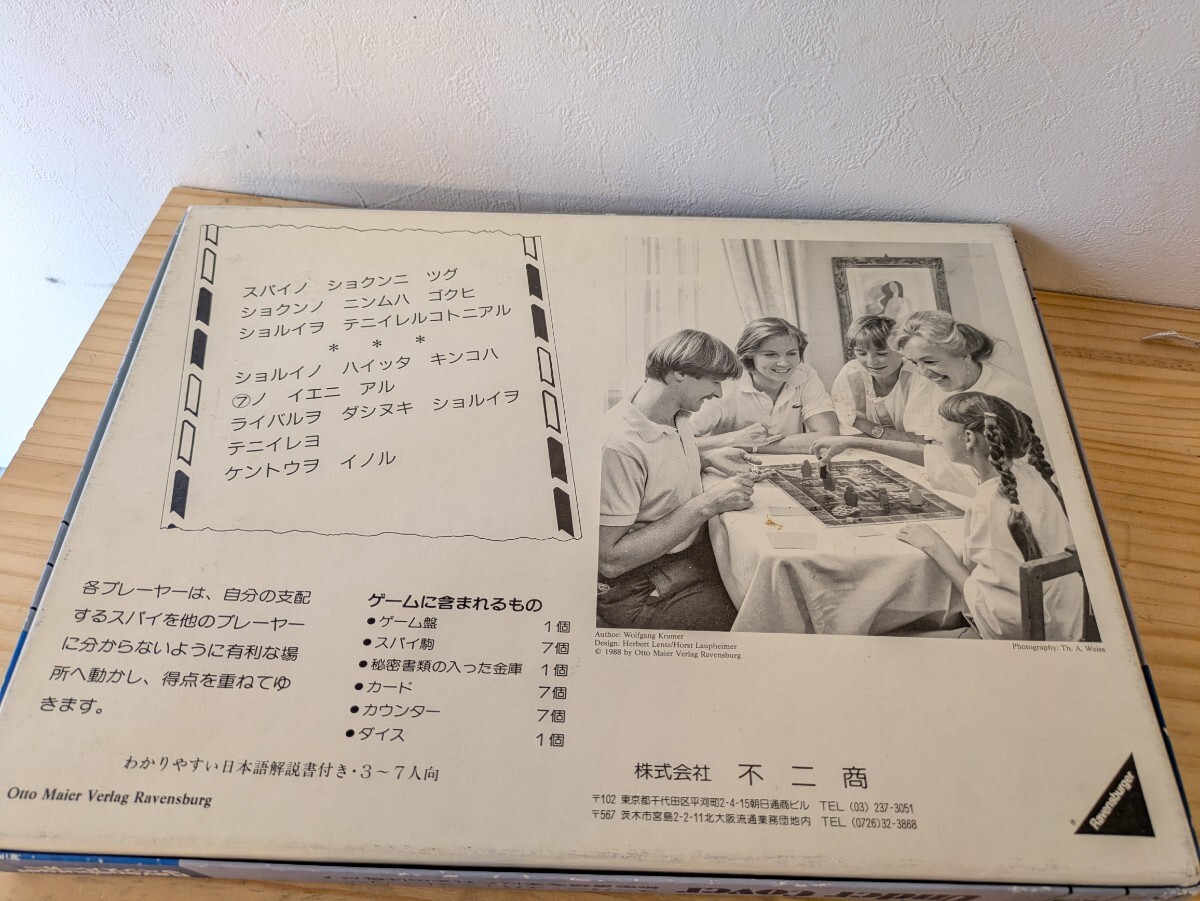 スパイノ ショクンニ ツグ
ショクンノ ニンムハ ゴクヒ
ショルイヲ テニイレルコトニアル
* * *
ショルイノ ハイッタ キンコハ
⑦ノ イエニ アル
ライバルヲ ダシヌキ ショルイヲ
テニイレヨ
ケントウヲ イノル
各プレーヤーは、自分の支配
するスパイを他のプレーヤー
に分からないように有利な場
所へ動かし、得点を重ねてゆ
きます。
ゲームに含まれるもの
●ゲーム盤 1個
●スパイ駒 7個
●秘密書類の入った金庫 1個
●カード 7個
●カウンター 7個
●ダイス 1個
わかりやすい日本語解説書付き・3～7人向
Otto Maier Verlag Ravensburg
Author: Wolfgang Kramer
Design: Herbert Lentz/Horst Laupheimer
© 1988 by Otto Maier Verlag Ravensburg
Photography: Th. A. Weiss
株式会社 不二商
〒102 東京都千代田区平河町2-4-15朝日通商ビル TEL (03) 237-3051
〒567 茨木市宮島2-2-11北大阪流通業務団地内 TEL (0726)32-3868
Ravensburger
®
Under cover